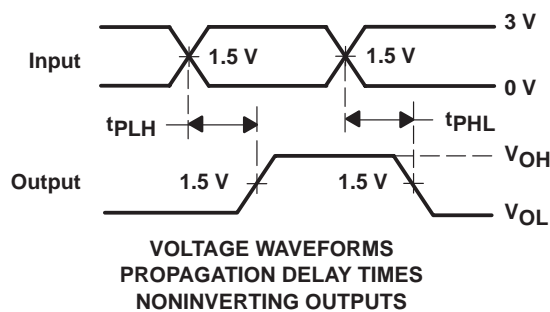 3 V
Input
1.5 V
1.5 V
0 V
tPLH
tPHL
VOH
Output
1.5 V
1.5 V
VOL
VOLTAGE WAVEFORMS
PROPAGATION DELAY TIMES
NONINVERTING OUTPUTS